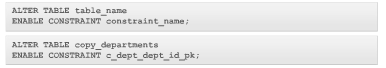 ALTER TABLE table_name
ENABLE CONSTRAINT constraint_name;
ALTER TABLE copy_departments
ENABLE CONSTRAINT c_dept_dept_id_pk;